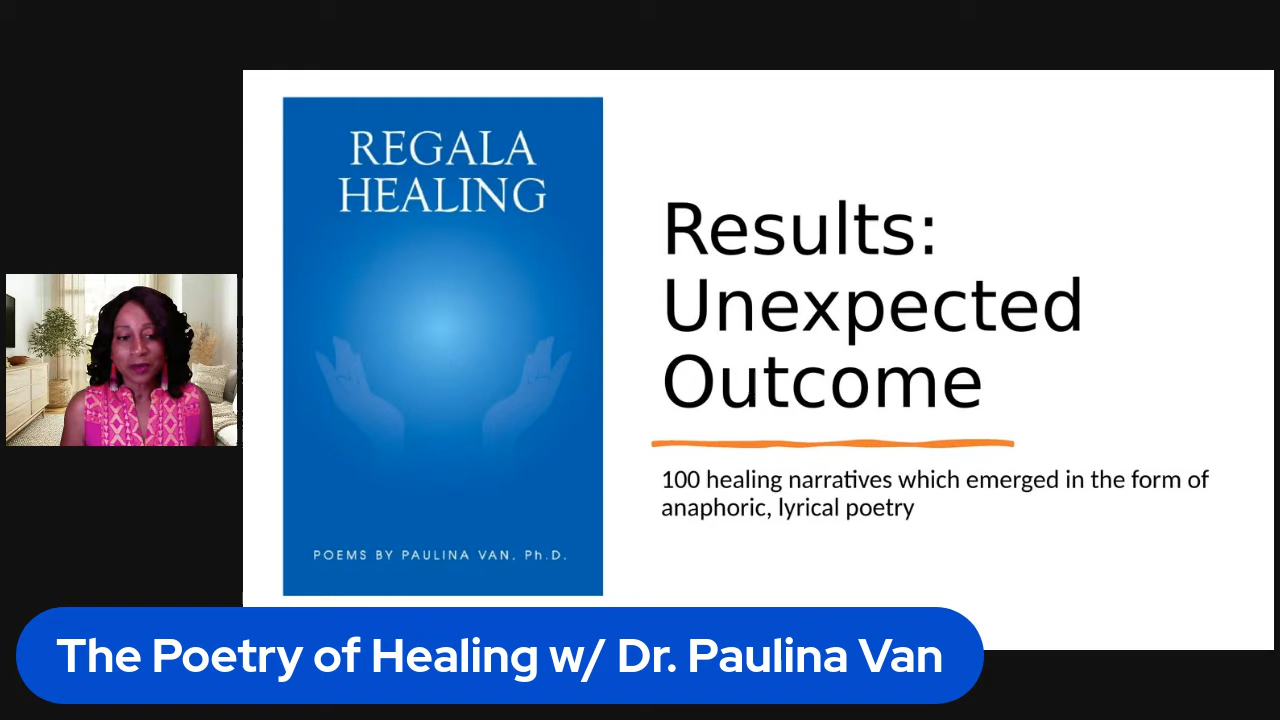 REGALA
HEALING
POEMS BY PAULINA VAN, Ph.D.
Results:
Unexpected
Outcome
100 healing narratives which emerged in the form of
anaphoric, lyrical poetry
The Poetry of Healing w/ Dr. Paulina Van